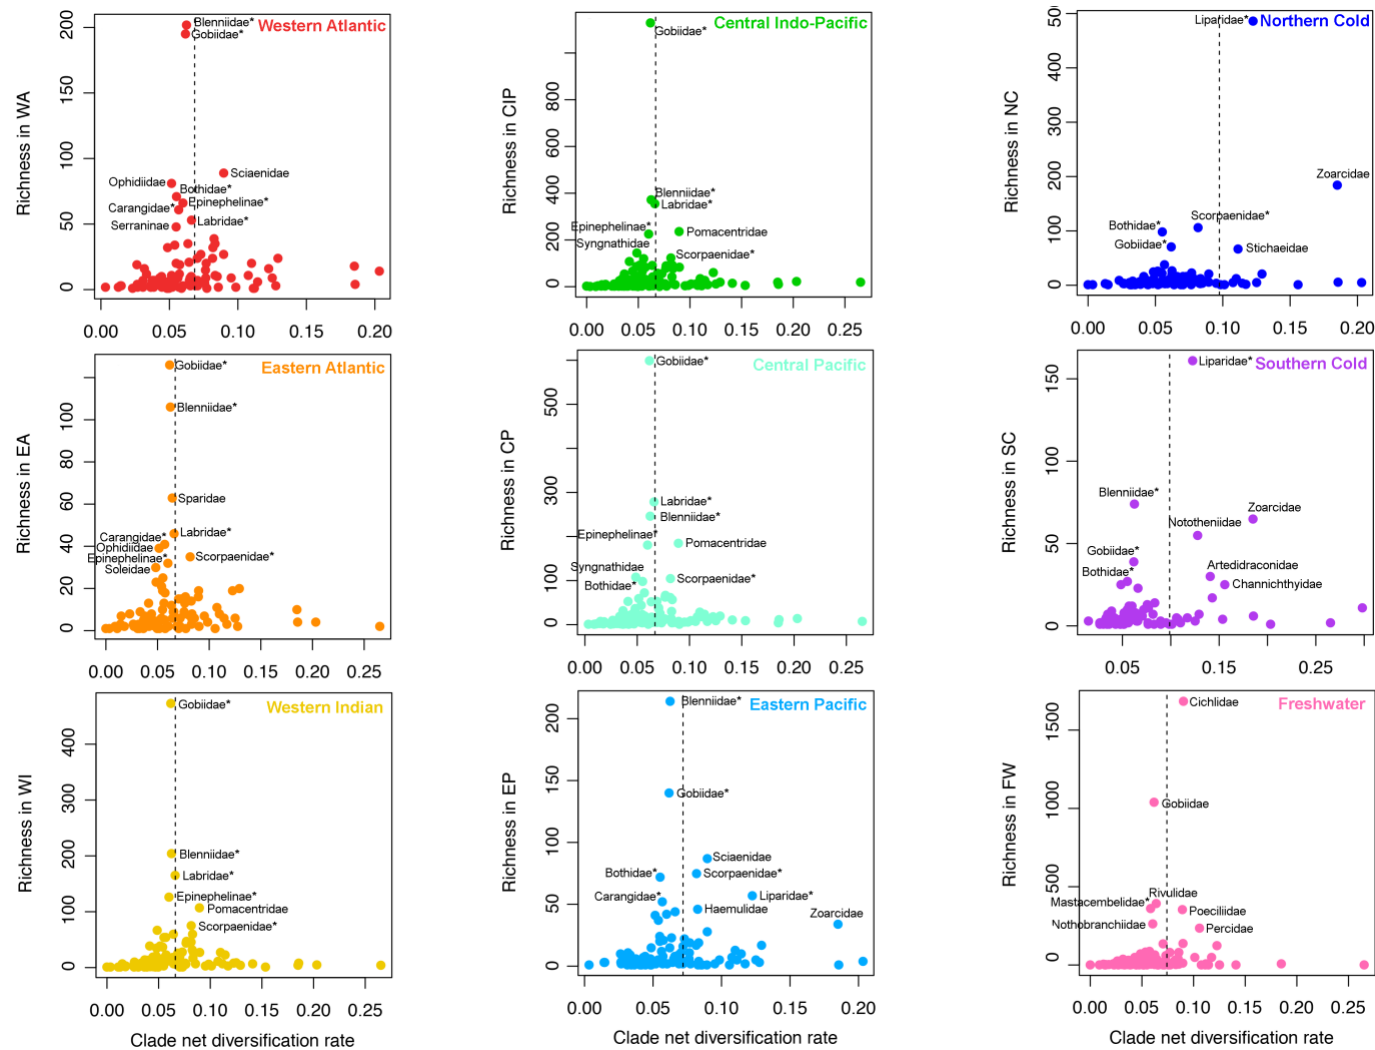 Western Atlantic
Richness in WA
200
150
100
50
0
Blenniidae*
Gobiidae*
Sciaenidae
Ophidiidae
Bothidae*
Epinephelinae*
Carangidae*
Labridae*
Serraninae
0.00 0.05 0.10 0.15 0.20
Central Indo-Pacific
Richness in CIP
800
600
400
200
0
Gobiidae*
Blenniidae*
Labridae*
Epinephelinae*
Pomacentridae
Syngnathidae
Scorpaenidae*
0.00 0.05 0.10 0.15 0.20 0.25
Northern Cold
Richness in NC
400
300
200
100
0
Liparidae*
Zoarcidae
Scorpaenidae*
Bothidae*
Gobiidae*
Stichaeidae
0.00 0.05 0.10 0.15 0.20
Eastern Atlantic
Richness in EA
100
80
60
40
20
0
Gobiidae*
Blenniidae*
Sparidae
Labridae*
Carangidae*
Ophidiidae
Epinephelinae*
Scorpaenidae*
Soleidae
0.00 0.05 0.10 0.15 0.20 0.25
Central Pacific
Richness in CP
500
300
100
0
Gobiidae*
Labridae*
Blenniidae*
Epinephelinae*
Pomacentridae
Syngnathidae
Scorpaenidae*
Bothidae*
0.00 0.05 0.10 0.15 0.20 0.25
Southern Cold
Richness in SC
150
100
50
0
Liparidae*
Blenniidae*
Zoarcidae
Nototheniidae
Gobiidae*
Bothidae*
Artedidraconidae
Channichthyidae
0.05 0.15 0.25
Western Indian
Richness in WI
400
300
200
100
0
Gobiidae*
Blenniidae*
Labridae*
Epinephelinae*
Pomacentridae
Scorpaenidae*
0.00 0.05 0.10 0.15 0.20 0.25
Clade net diversification rate
Eastern Pacific
Richness in EP
200
150
100
50
0
Blenniidae*
Gobiidae*
Sciaenidae
Bothidae*
Scorpaenidae*
Carangidae*
Liparidae*
Haemulidae
Zoarcidae
0.00 0.05 0.10 0.15 0.20
Clade net diversification rate
Freshwater
Richness in FW
1500
1000
500
0
Cichlidae
Gobiidae
Rivulidae
Mastacembelidae*
Poeciliidae
Nothobranchiidae
Percidae
0.00 0.05 0.10 0.15 0.20 0.25
Clade net diversification rate